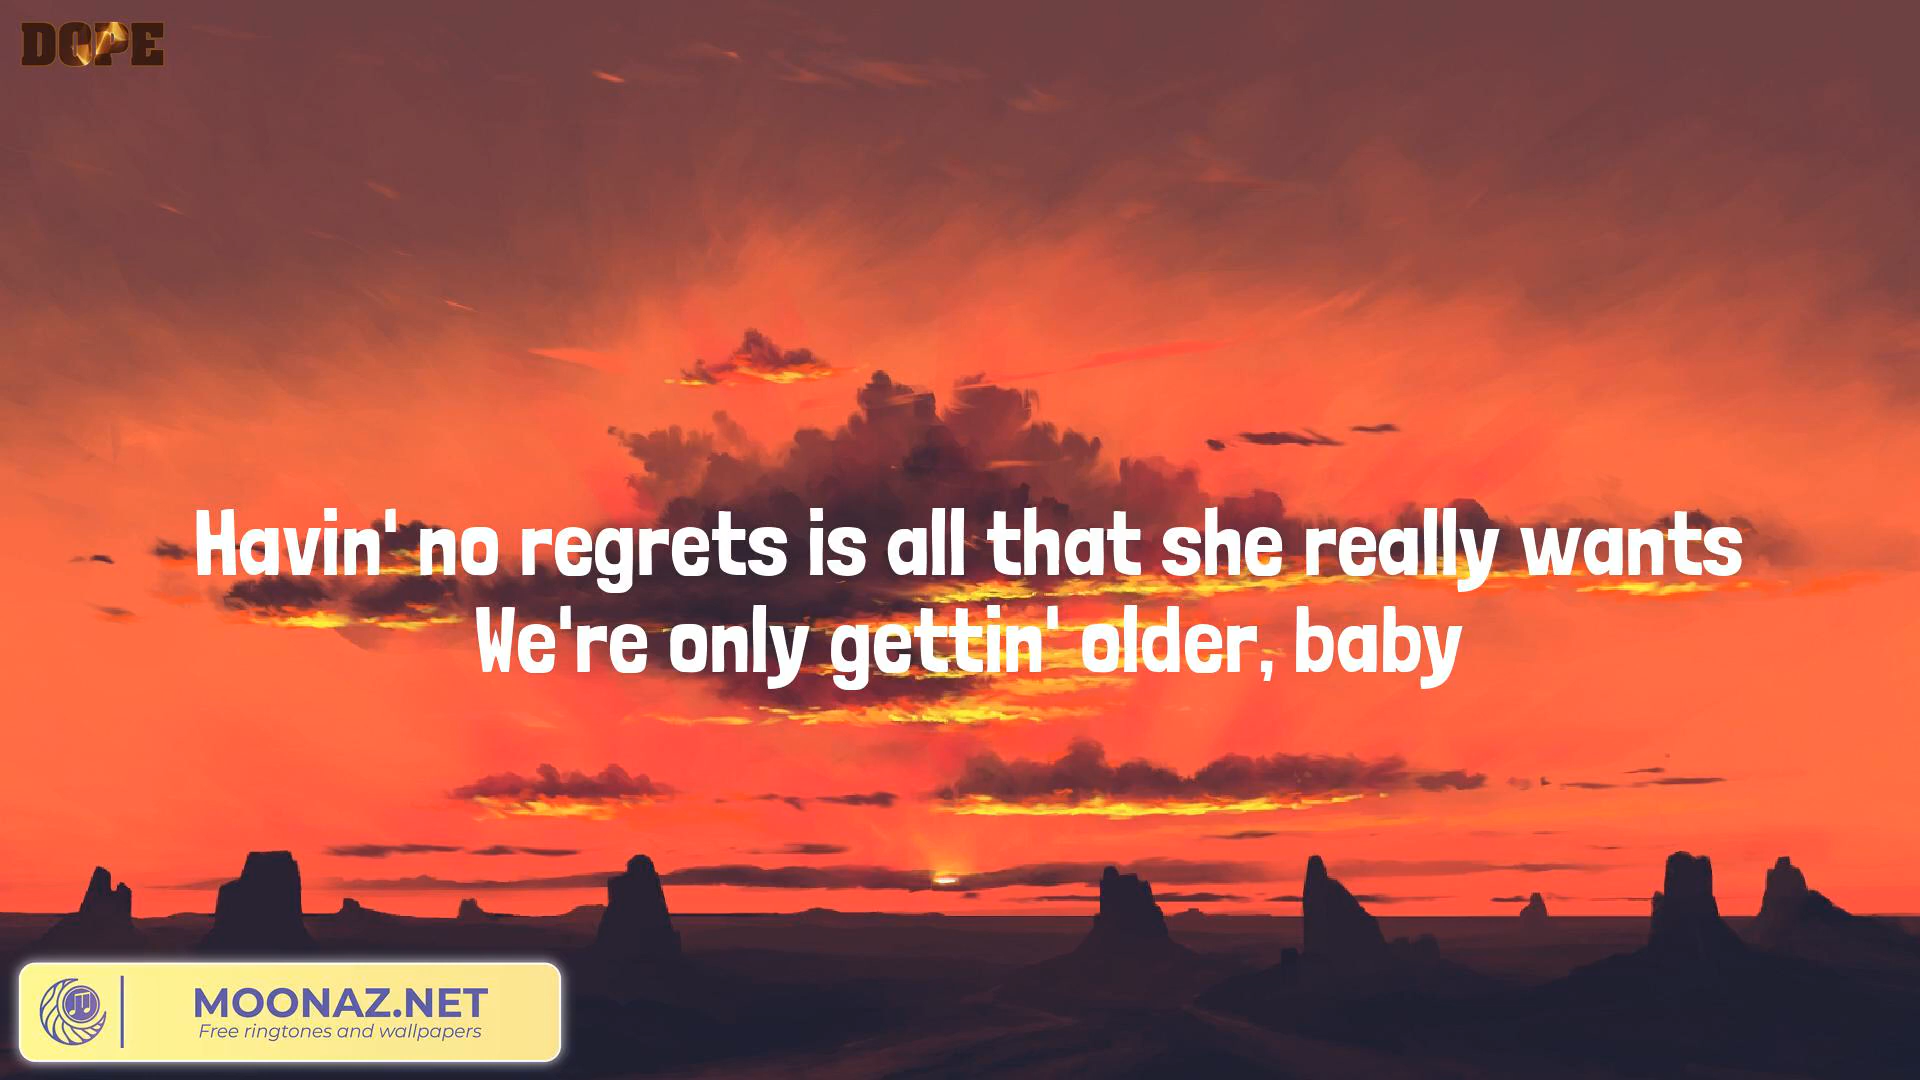 DOPE
Havin' no regrets is all that she really wants
We're only gettin' older, baby
MOONAZ.NET
Free ringtones and wallpapers